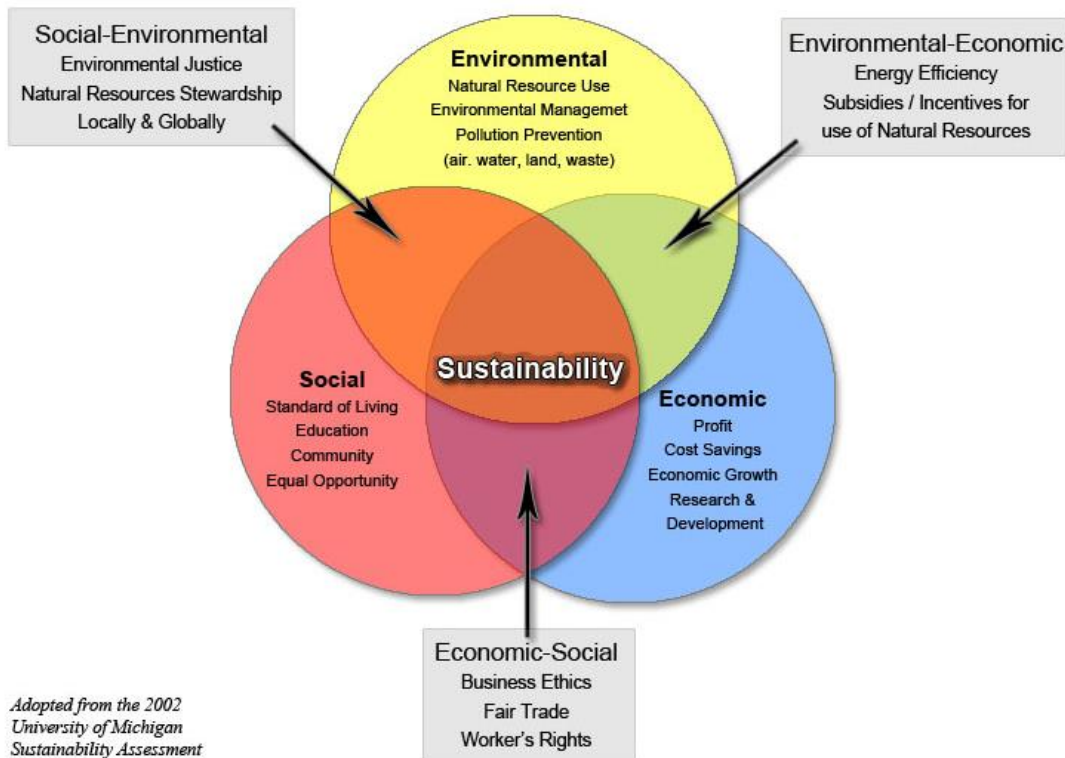 Social-Environmental
Environmental Justice
Natural Resources Stewardship
Locally & Globally
Environmental
Natural Resource Use
Environmental Managemet
Pollution Prevention
(air. water, land, waste)
Environmental-Economic
Energy Efficiency
Subsidies / Incentives for
use of Natural Resources
Sustainability
Social
Standard of Living
Education
Community
Equal Opportunity
Economic
Profit
Cost Savings
Economic Growth
Research &
Development
Economic-Social
Business Ethics
Fair Trade
Worker's Rights
Adopted from the 2002
University of Michigan
Sustainability Assessment